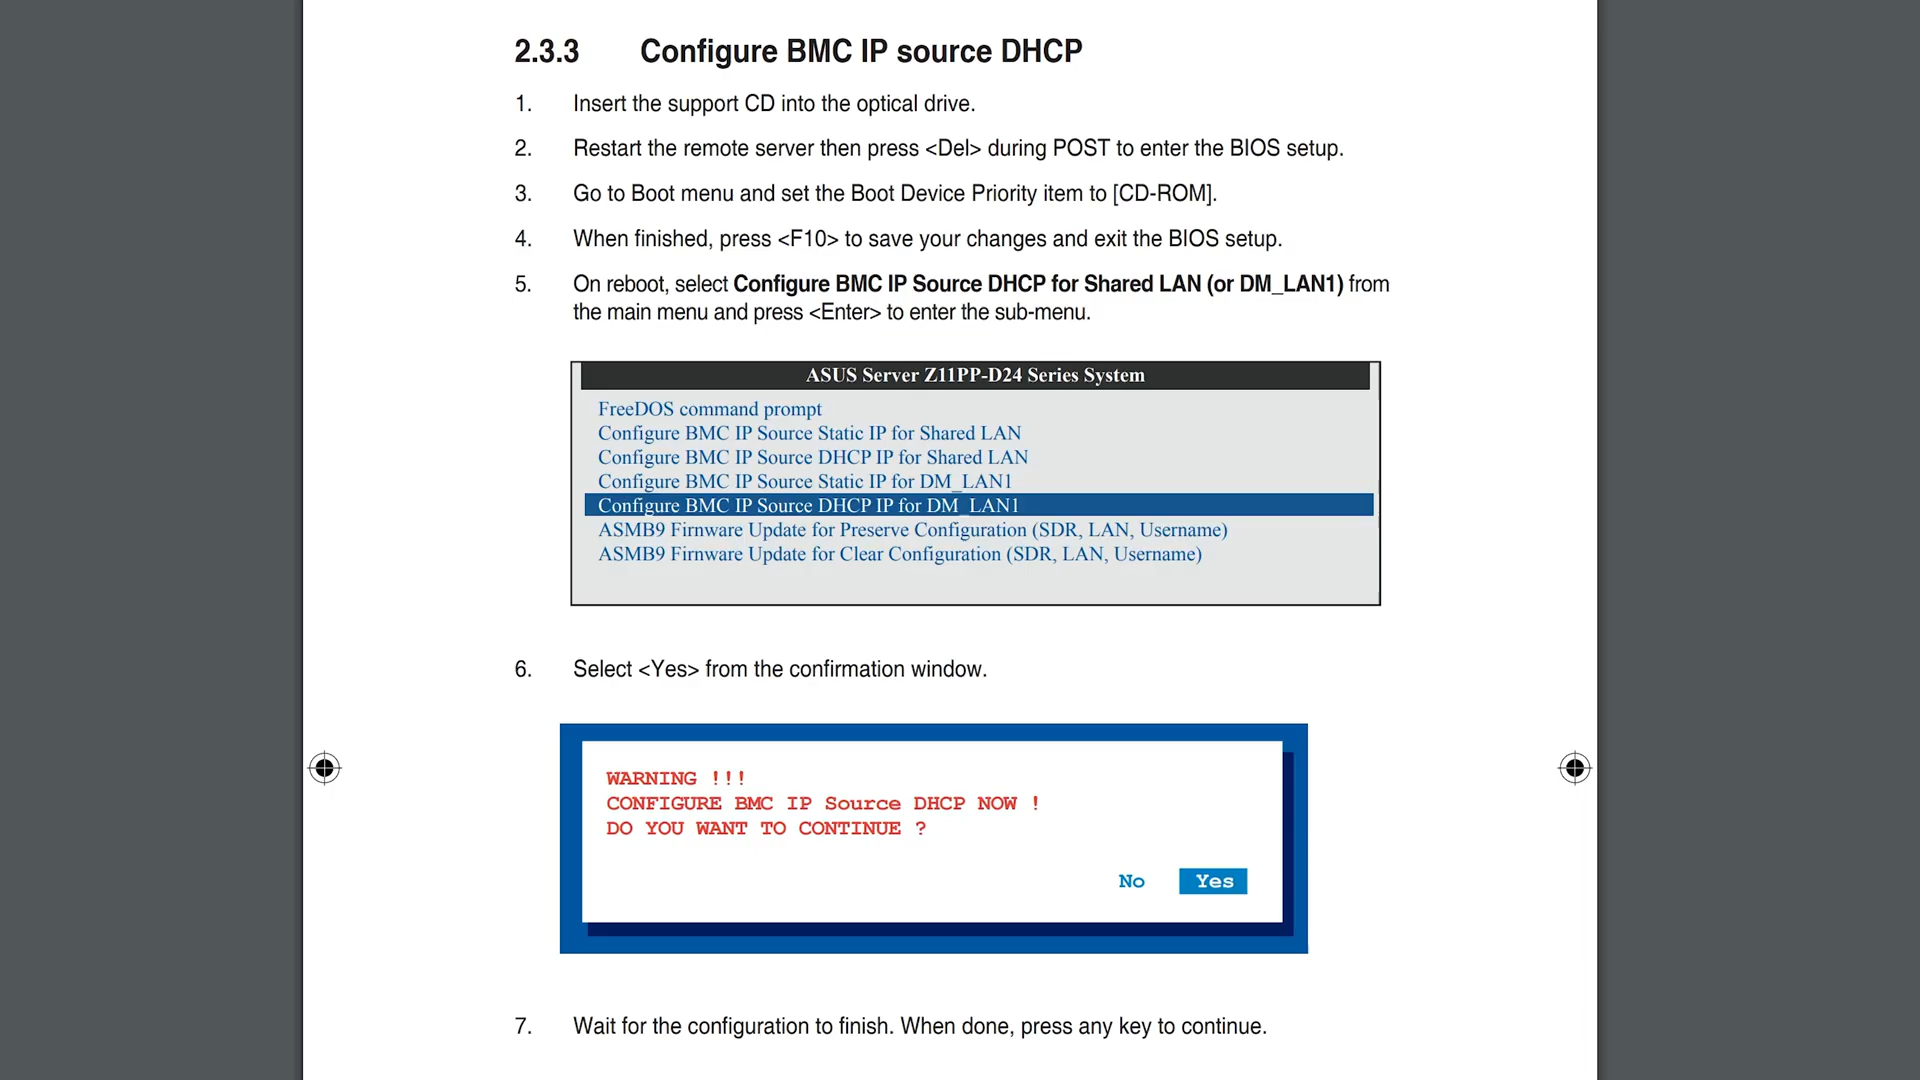 2.3.3 Configure BMC IP source DHCP
1. Insert the support CD into the optical drive.
2. Restart the remote server then press <Del> during POST to enter the BIOS setup.
3. Go to Boot menu and set the Boot Device Priority item to [CD-ROM].
4. When finished, press <F10> to save your changes and exit the BIOS setup.
5. On reboot, select Configure BMC IP Source DHCP for Shared LAN (or DM_LAN1) from
the main menu and press <Enter> to enter the sub-menu.
ASUS Server Z11PP-D24 Series System
FreeDOS command prompt
Configure BMC IP Source Static IP for Shared LAN
Configure BMC IP Source DHCP IP for Shared LAN
Configure BMC IP Source Static IP for DM_LAN1
Configure BMC IP Source DHCP IP for DM_LAN1
ASMB9 Firnware Update for Preserve Configuration (SDR, LAN, Username)
ASMB9 Firnware Update for Clear Configuration (SDR, LAN, Username)
6. Select <Yes> from the confirmation window.
WARNING !!!
CONFIGURE BMC IP Source DHCP NOW !
DO YOU WANT TO CONTINUE ?
No Yes
7. Wait for the configuration to finish. When done, press any key to continue.